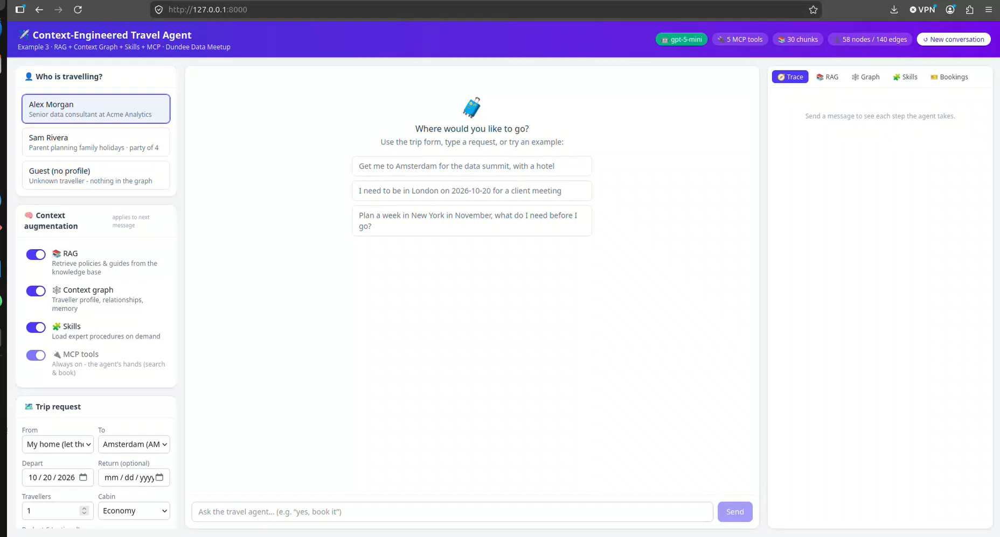 http://127.0.0.1:8000
VPN
Context-Engineered Travel Agent
Example 3 · RAG + Context Graph + Skills + MCP · Dundee Data Meetup
gpt-5-mini
5 MCP tools
30 chunks
58 nodes / 140 edges
↺ New conversation
Who is travelling?
Alex Morgan
Senior data consultant at Acme Analytics
Sam Rivera
Parent planning family holidays · party of 4
Guest (no profile)
Unknown traveller - nothing in the graph
Context
augmentation
applies to next
message
RAG
Retrieve policies & guides from the
knowledge base
Context graph
Traveller profile, relationships,
memory
Skills
Load expert procedures on demand
MCP tools
Always on - the agent's hands (search
& book)
Trip request
From
To
My home (let the
Amsterdam (AM
Depart
Return (optional)
10 / 20 / 2026
mm / dd / yyyy
Travellers
Cabin
1
Economy
Where would you like to go?
Use the trip form, type a request, or try an example:
Get me to Amsterdam for the data summit, with a hotel
I need to be in London on 2026-10-20 for a client meeting
Plan a week in New York in November, what do I need before I
go?
Ask the travel agent... (e.g. “yes, book it”)
Send
Trace
RAG
Graph
Skills
Bookings
Send a message to see each step the agent takes.